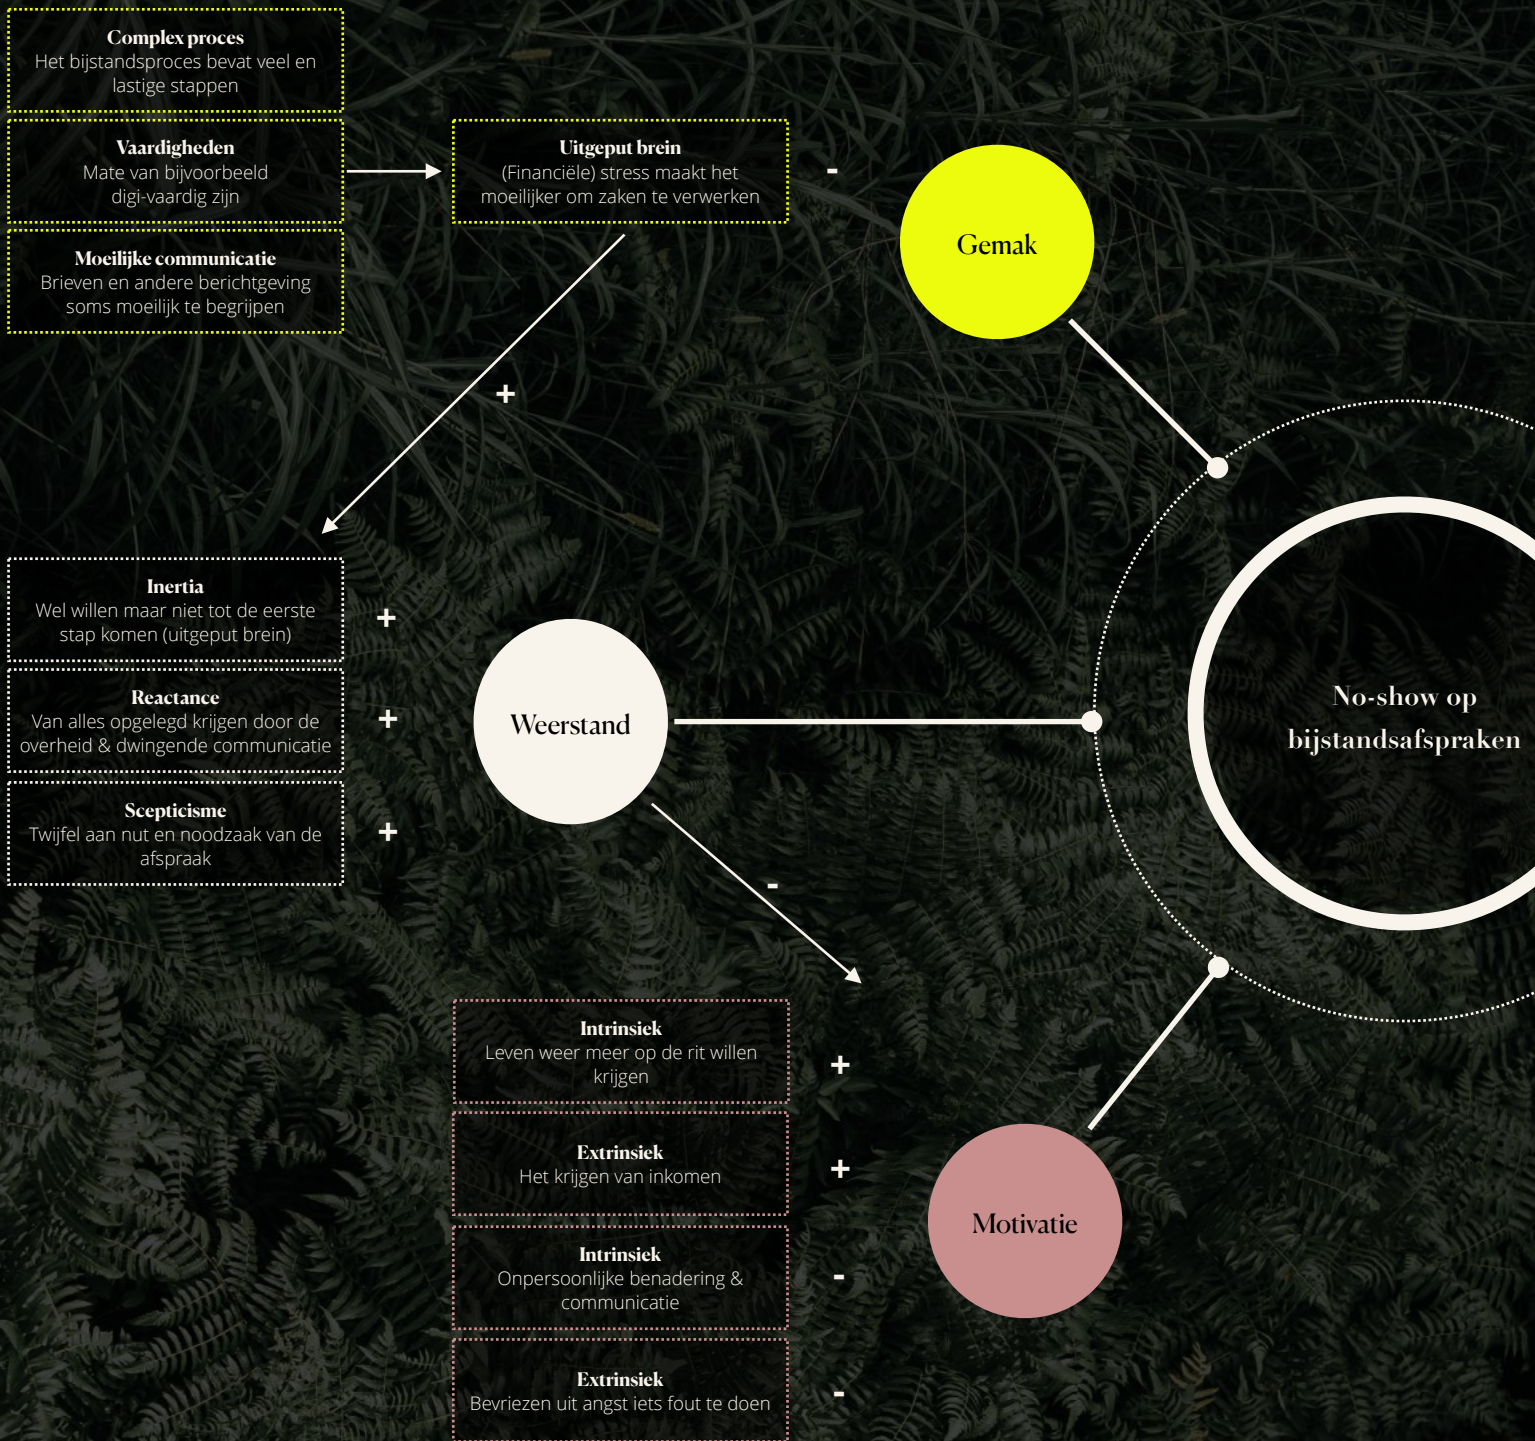 Complex proces
Het bijstandsproces bevat veel en
lastige stappen
Vaardigheden
Mate van bijvoorbeeld
digi-vaardig zijn
Moeilijke communicatie
Brieven en andere berichtgeving
soms moeilijk te begrijpen
Uitgeput brein
(Financiële) stress maakt het
moeilijker om zaken te verwerken
-
Gemak
+
Inertia
Wel willen maar niet tot de eerste
stap komen (uitgeput brein)
+
Reactance
Van alles opgelegd krijgen door de
overheid & dwingende communicatie
+
Scepticisme
Twijfel aan nut en noodzaak van de
afspraak
+
Weerstand
No-show op
bijstandsafspraken
-
Intrinsiek
Leven weer meer op de rit willen
krijgen
+
Extrinsiek
Het krijgen van inkomen
+
Intrinsiek
Onpersoonlijke benadering &
communicatie
-
Extrinsiek
Bevriezen uit angst iets fout te doen
-
Motivatie